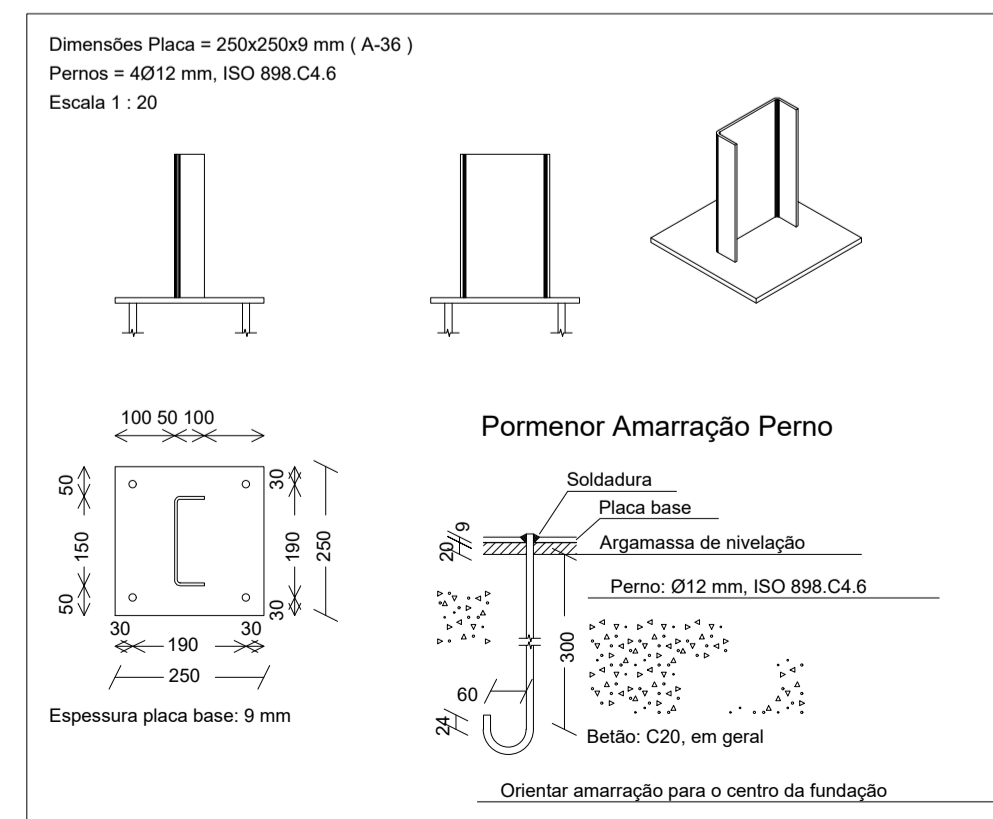 Dimensões Placa = 250x250x9 mm ( A-36 )
Pernos = 4Ø12 mm, ISO 898.C4.6
Escala 1 : 20
100 50 100
50
150
50
30
190
30
250
30
30
190
250
Espessura placa base: 9 mm
Pormenor Amarração Perno
Soldadura
Placa base
9
20
Argamassa de nivelação
Perno: Ø12 mm, ISO 898.C4.6
300
60
24
Betão: C20, em geral
Orientar amarração para o centro da fundação